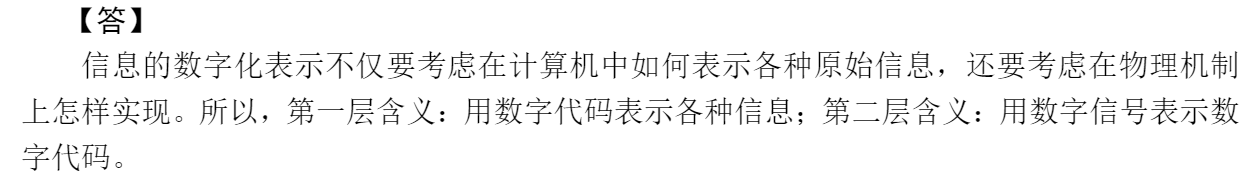 【答】
信息的数字化表示不仅要考虑在计算机中如何表示各种原始信息，还要考虑在物理机制
上怎样实现。所以，第一层含义：用数字代码表示各种信息；第二层含义：用数字信号表示数
字代码。